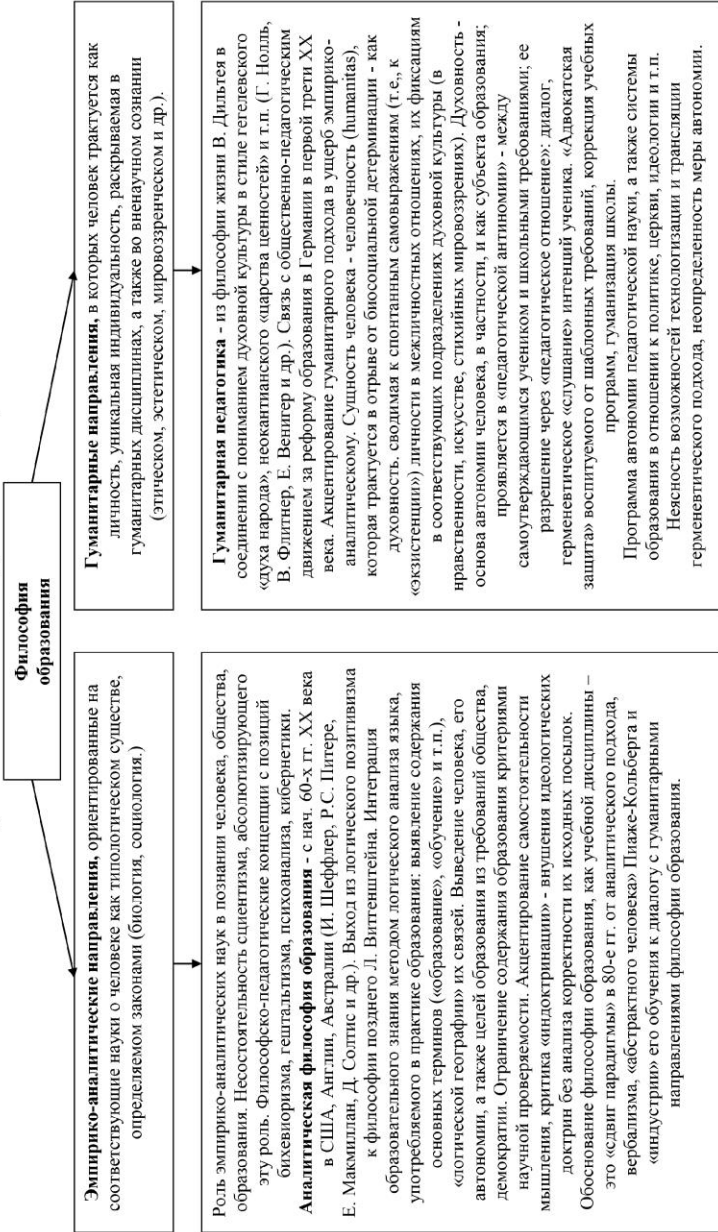 Философия
образования
Эмпирико-аналитические направления, ориентированные на
соответствующие науки о человеке как типологическом существе,
определяемом законами (биология, социология.)
Гуманитарные направления, в которых человек трактуется как
личность, уникальная индивидуальность, раскрываемая в
гуманитарных дисциплинах, а также во вненаучном сознании
(этическом, эстетическом, мировоззренческом и др.).
Роль эмпирико-аналитических наук в познании человека, общества,
образования. Несостоятельность сциентизма, абсолютизирующего
эту роль. Философско-педагогические концепции с позиций
бихевиоризма, гештальтизма, психоанализа, кибернетики.
Аналитическая философия образования - с нач. 60-х гг. XX века
в США, Англии, Австралии (И. Шеффлер, Р.С. Питере,
Е. Макмиллан, Д. Солтис и др.). Выход из логического позитивизма
к философии позднего Л. Витгенштейна. Интеграция
образовательного знания методом логического анализа языка,
употребляемого в практике образования: выявление содержания
основных терминов («образование», «обучение» и т.п.),
«логической географии» их связей. Выведение человека, его
автономии, а также целей образования из требований общества,
демократии. Ограничение содержания образования критериями
научной проверяемости. Акцентирование самостоятельности
мышления, критика «индоктринации» - внушения идеологических
доктрин без анализа корректности их исходных посылок.
Обоснование философии образования, как учебной дисциплины –
это «сдвиг парадигмы» в 80-е гг. от аналитического подхода,
вербализма, «абстрактного человека» Пиаже-Кольберга и
«индустрии» его обучения к диалогу с гуманитарными
направлениями философии образования.
Гуманитарная педагогика - из философии жизни В. Дильтея в
соединении с пониманием духовной культуры в стиле гегелевского
«духа народа», неокантианского «царства ценностей» и т.п. (Г. Нолль,
В. Флитнер, Е. Венигер и др.). Связь с общественно-педагогическим
движением за реформу образования в Германии в первой трети XX
века. Акцентирование гуманитарного подхода в ущерб эмпирико-
аналитическому. Сущность человека - человечность (humanitas),
которая трактуется в отрыве от биосоциальной детерминации - как
духовность, сводимая к спонтанным самовыражениям (т.е,, к
«экзистенции») личности в межличностных отношениях, их фиксациям
в соответствующих подразделениях духовной культуры (в
нравственности, искусстве, стихийных мировоззрениях). Духовность -
основа автономии человека, в частности, и как субъекта образования;
проявляется в «педагогической антиномии» - между
самоутверждающимся учеником и школьными требованиями; ее
разрешение через «педагогическое отношение»: диалог,
герменевтическое «слушание» интенций ученика. «Адвокатская
защита» воспитуемого от шаблонных требований, коррекция учебных
программ, гуманизация школы.
Программа автономии педагогической науки, а также системы
образования в отношении к политике, церкви, идеологии и т.п.
Неясность возможностей технологизации и трансляции
герменевтического подхода, неопределенность меры автономии.